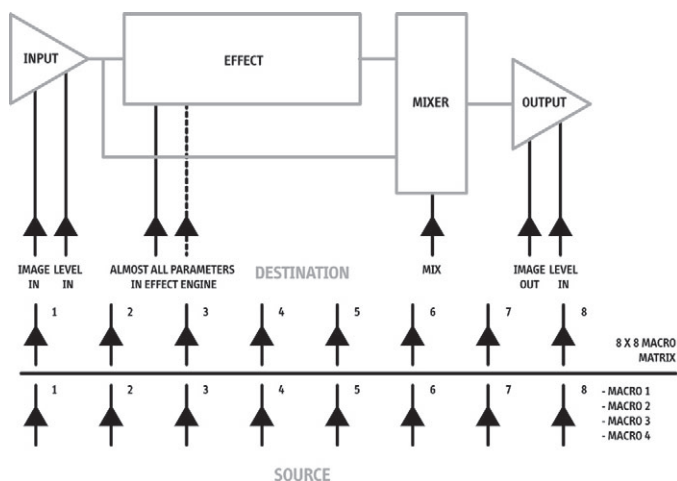 INPUT
EFFECT
MIXER
OUTPUT
IMAGE LEVEL
IN IN
ALMOST ALL PARAMETERS
IN EFFECT ENGINE
DESTINATION
MIX
IMAGE LEVEL
OUT IN
1 2 3 4 5 6 7 8
8 X 8 MACRO
MATRIX
1 2 3 4 5 6 7 8
- MACRO 1
- MACRO 2
- MACRO 3
- MACRO 4
SOURCE